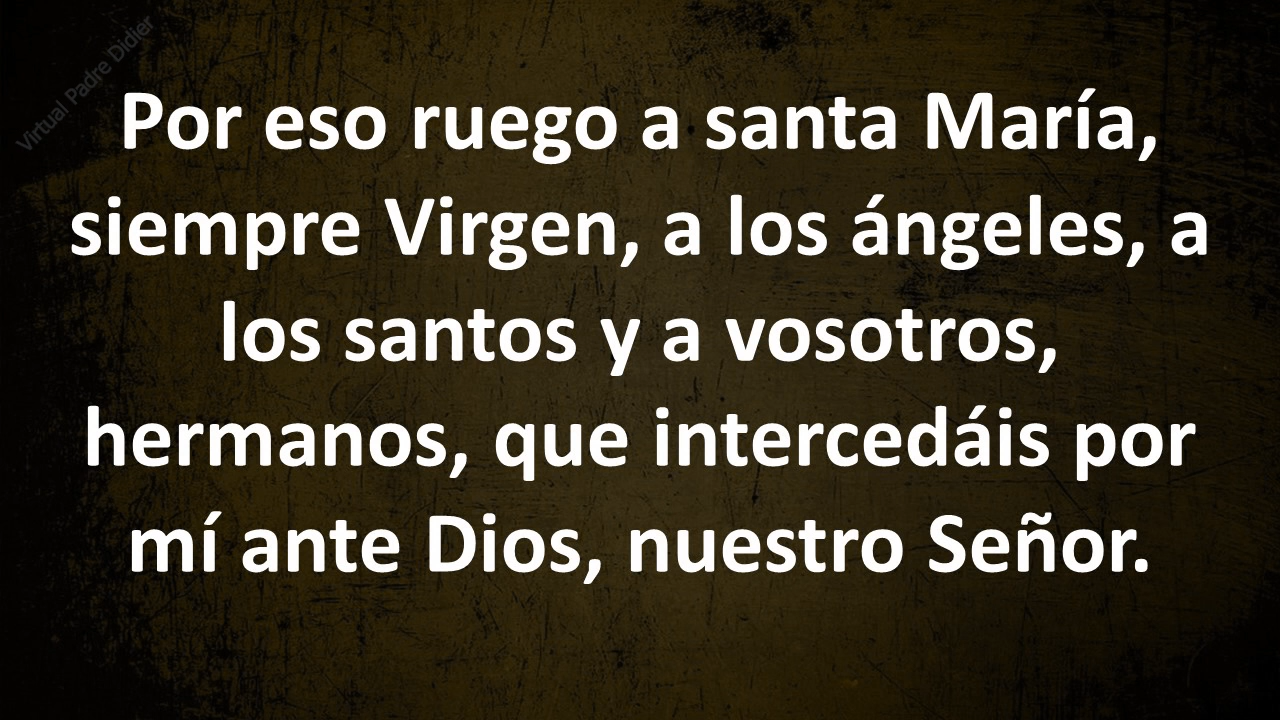 Virtual Padre Didier
Por eso ruego a santa María,
siempre Virgen, a los ángeles, a
los santos y a vosotros,
hermanos, que intercedáis por
mí ante Dios, nuestro Señor.